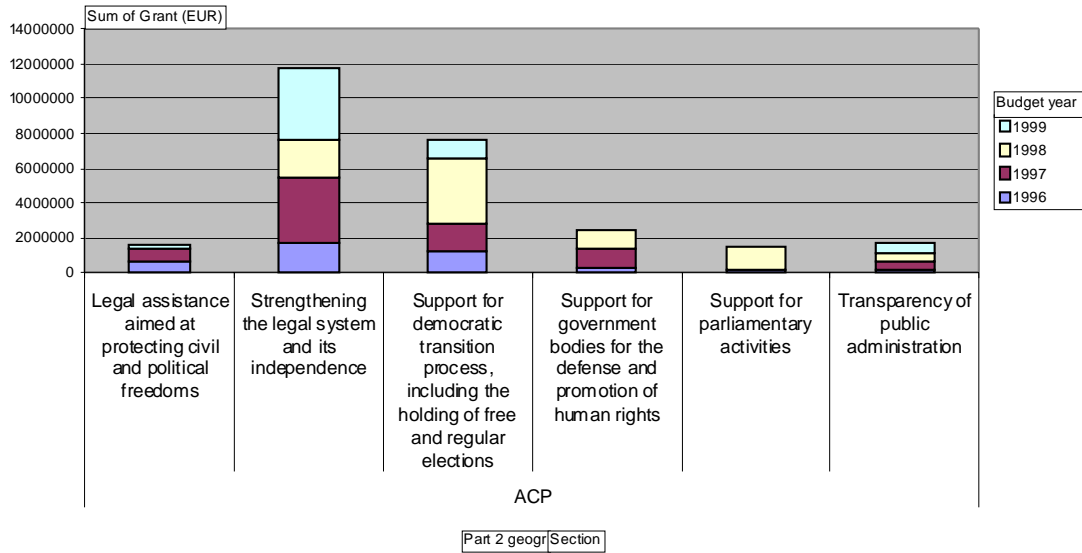 Sum of Grant (EUR)
14000000
12000000
10000000
8000000
6000000
4000000
2000000
0
Budget year
1999
1998
1997
1996
Legal assistance
aimed at
protecting civil
and political
freedoms
Strengthening
the legal system
and its
independence
Support for
democratic
transition
process,
including the
holding of free
and regular
elections
Support for
government
bodies for the
defense and
promotion of
human rights
Support for
parliamentary
activities
Transparency of
public
administration
ACP
Part 2 geogr Section